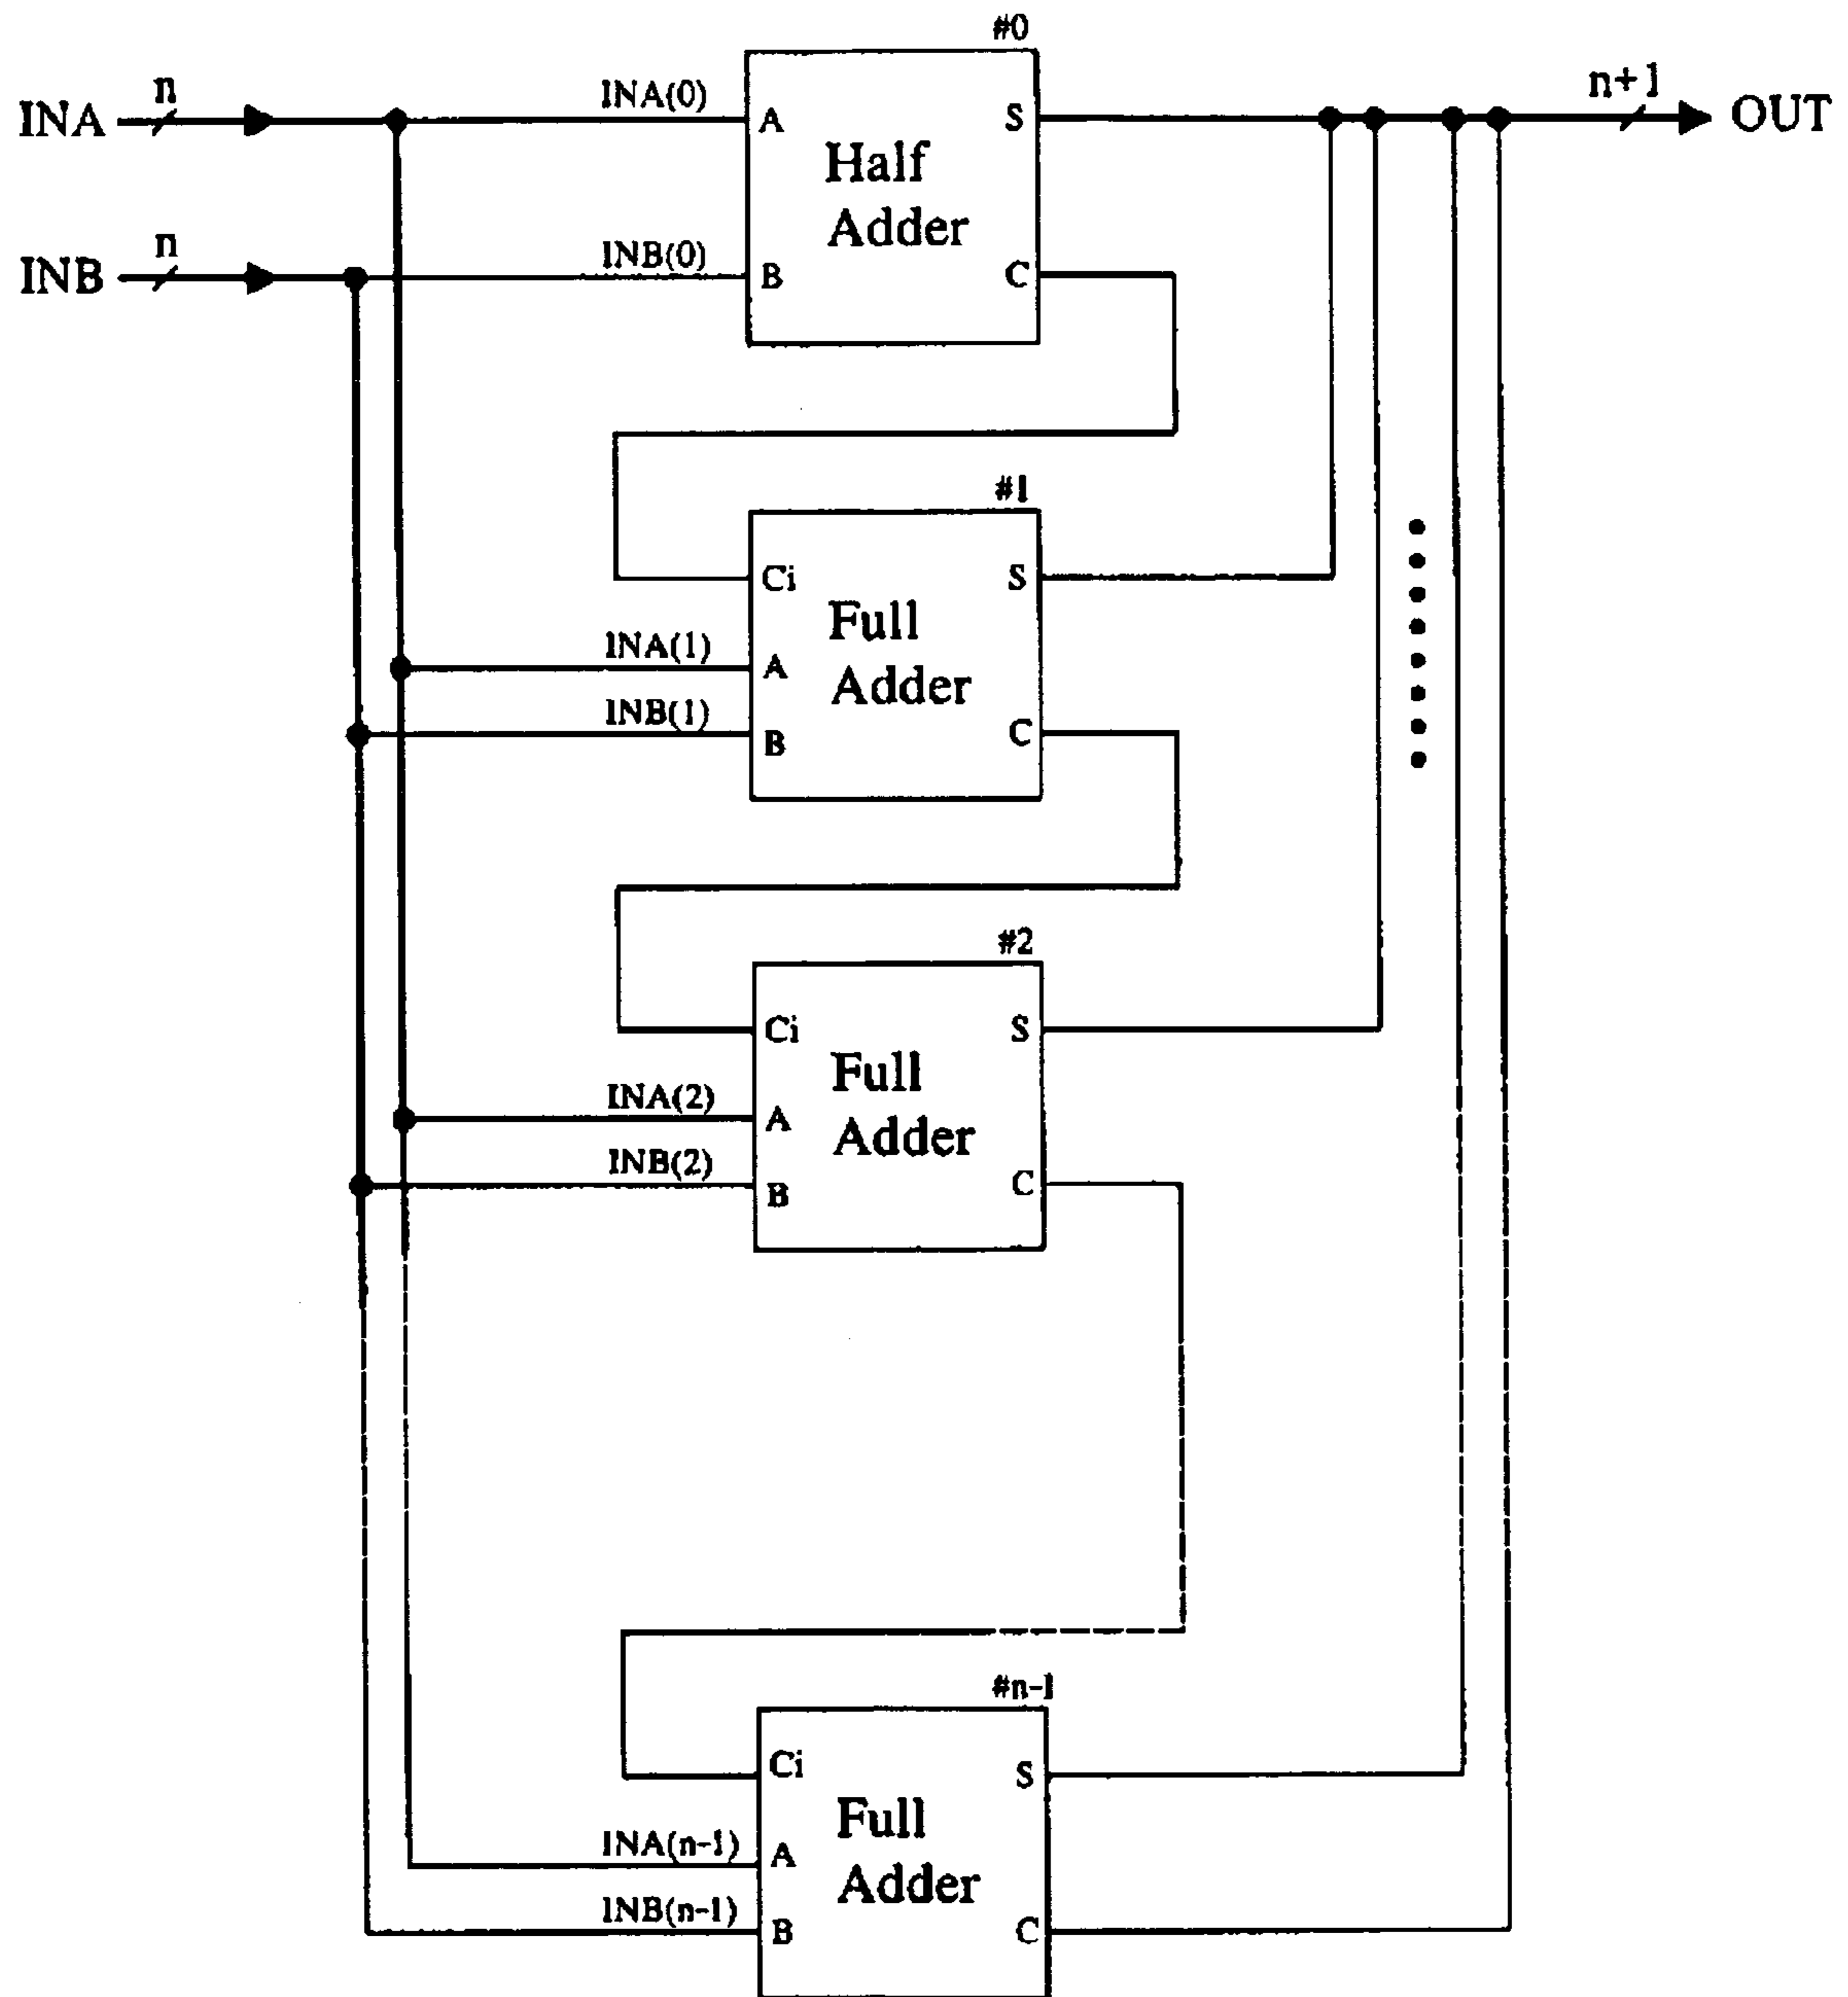 #0
n
INA
INA(0)
A
S
n+1
OUT
Half
Adder
n
INB
INB(0)
B
C
#1
Ci
S
Full
Adder
INA(1)
A
INB(1)
B
C
#2
Ci
S
Full
Adder
INA(2)
A
INB(2)
B
C
#n-1
Ci
S
Full
Adder
INA(n-1)
A
INB(n-1)
B
C